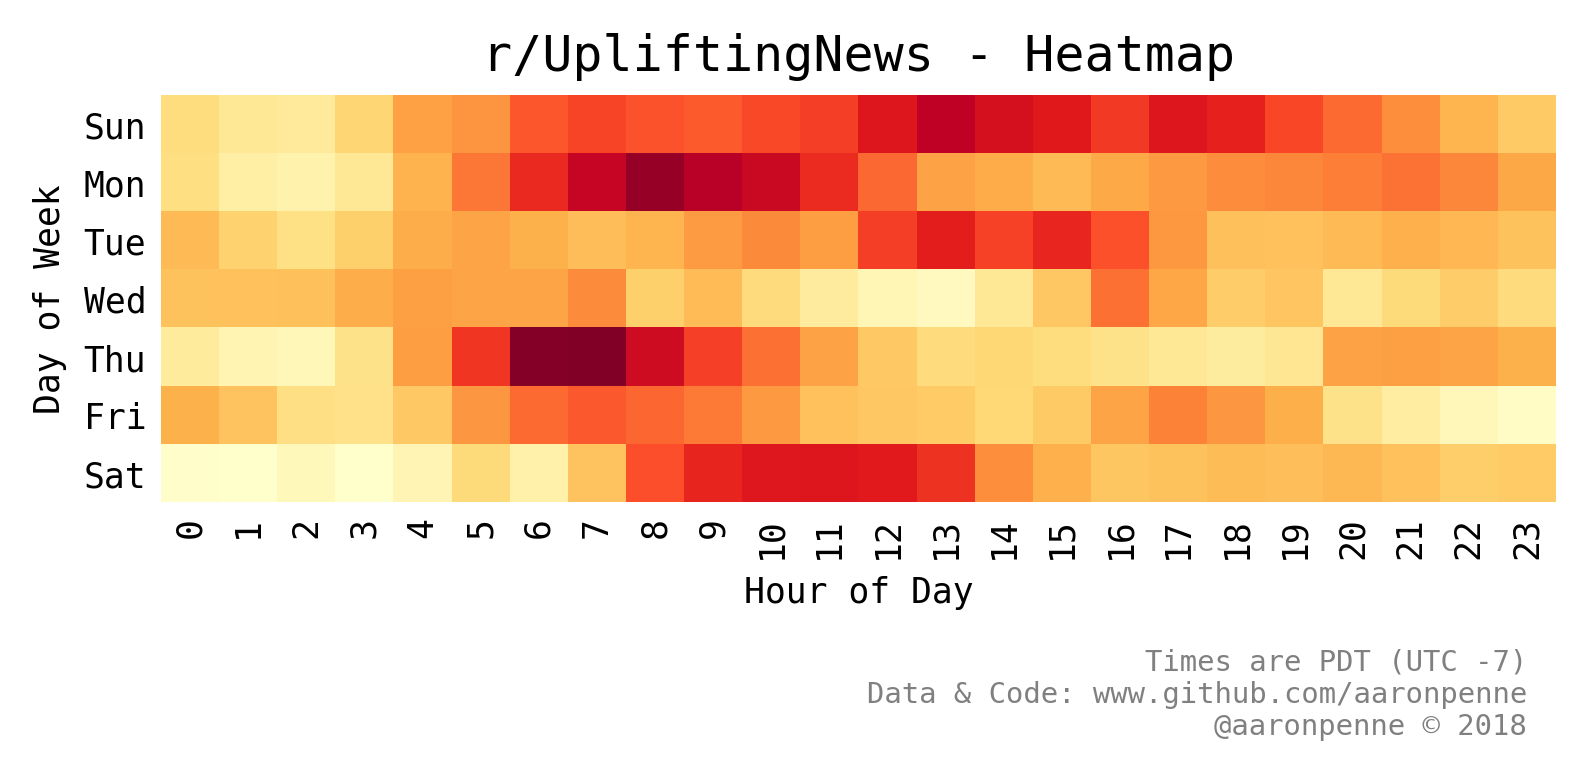 r/UpliftingNews - Heatmap
Day of Week
Sun
Mon
Tue
Wed
Thu
Fri
Sat
0 1 2 3 4 5 6 7 8 9 10 11 12 13 14 15 16 17 18 19 20 21 22 23
Hour of Day
Times are PDT (UTC -7)
Data & Code: www.github.com/aaronpenne
@aaronpenne © 2018